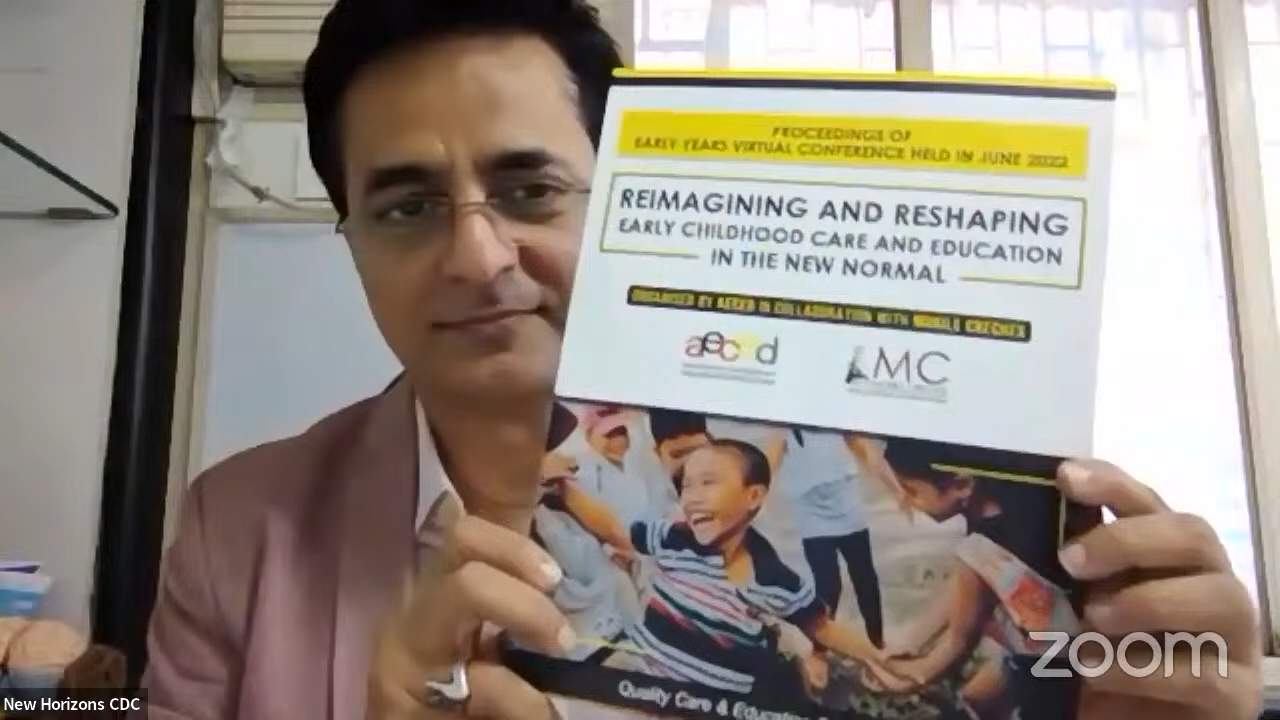 PROCEEDINGS OF
EARLY YEARS VIRTUAL CONFERENCE HELD IN JUNE 2022
REIMAGINING AND RESHAPING
EARLY CHILDHOOD CARE AND EDUCATION
IN THE NEW NORMAL
ORGANISED BY AECED IN COLLABORATION WITH MOBILE CRECHES
aeced
MC
Quality Care &
zoom
New Horizons CDC